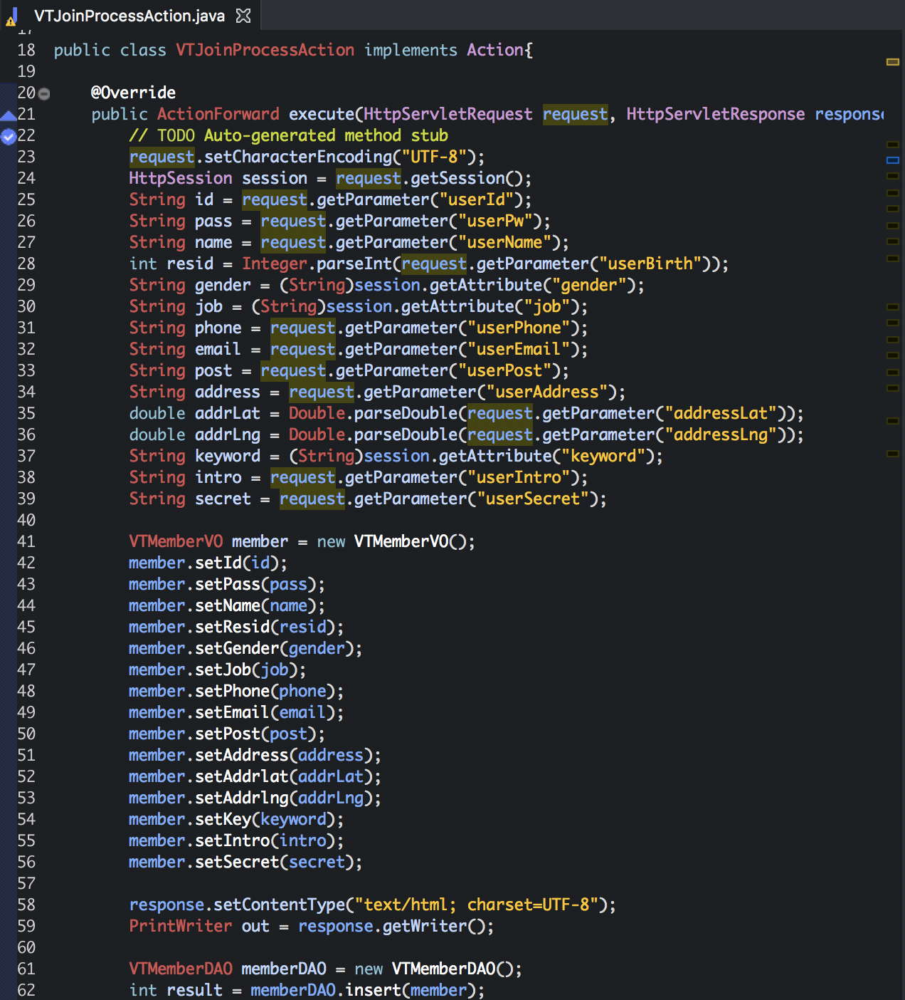 VTJoinProcessAction.java
17
18 public class VTJoinProcessAction implements Action{
19
20 @Override
21 public ActionForward execute(HttpServletRequest request, HttpServletResponse response
22 // TODO Auto-generated method stub
23 request.setCharacterEncoding("UTF-8");
24 HttpSession session = request.getSession();
25 String id = request.getParameter("userId");
26 String pass = request.getParameter("userPw");
27 String name = request.getParameter("userName");
28 int resid = Integer.parseInt(request.getParameter("userBirth"));
29 String gender = (String)session.getAttribute("gender");
30 String job = (String)session.getAttribute("job");
31 String phone = request.getParameter("userPhone");
32 String email = request.getParameter("userEmail");
33 String post = request.getParameter("userPost");
34 String address = request.getParameter("userAddress");
35 double addrLat = Double.parseDouble(request.getParameter("addressLat"));
36 double addrLng = Double.parseDouble(request.getParameter("addressLng"));
37 String keyword = (String)session.getAttribute("keyword");
38 String intro = request.getParameter("userIntro");
39 String secret = request.getParameter("userSecret");
40
41 VTMemberVO member = new VTMemberVO();
42 member.setId(id);
43 member.setPass(pass);
44 member.setName(name);
45 member.setResid(resid);
46 member.setGender(gender);
47 member.setJob(job);
48 member.setPhone(phone);
49 member.setEmail(email);
50 member.setPost(post);
51 member.setAddress(address);
52 member.setAddrlat(addrLat);
53 member.setAddrlng(addrLng);
54 member.setKey(keyword);
55 member.setIntro(intro);
56 member.setSecret(secret);
57
58 response.setContentType("text/html; charset=UTF-8");
59 PrintWriter out = response.getWriter();
60
61 VTMemberDAO memberDAO = new VTMemberDAO();
62 int result = memberDAO.insert(member);